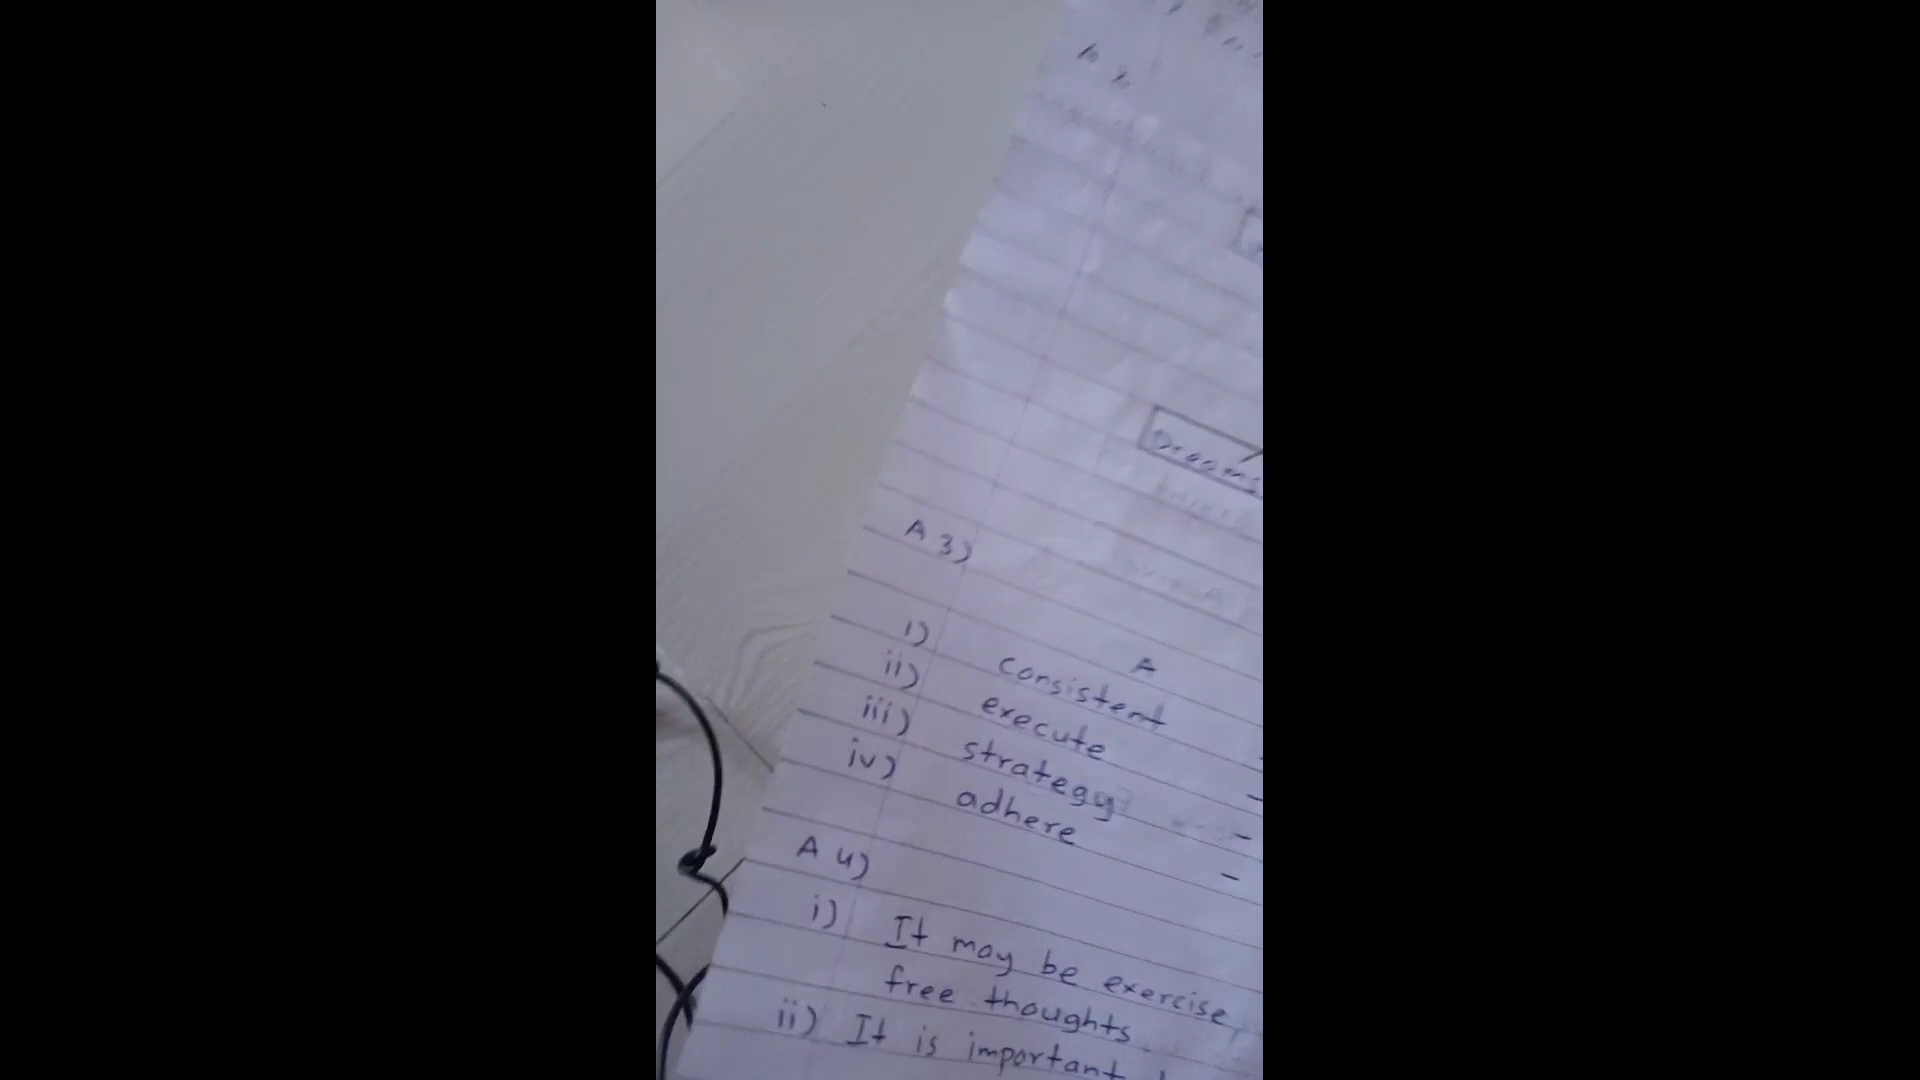 Dreams
A 3)
A
i) consistent
ii) execute -
iii) strategy -
iv) adhere -
A 4)
i) It may be exercise,
free thoughts.
ii) It is important